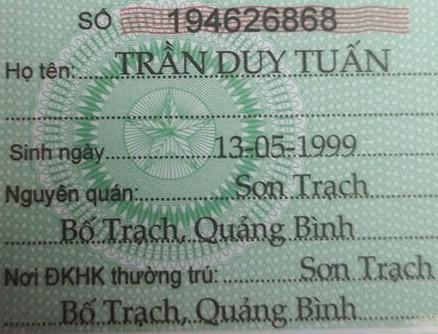 SỐ 194626868
Họ tên: TRẦN DUY TUẤN
Sinh ngày 13-05-1999
Nguyên quán: Sơn Trạch
Bố Trạch, Quảng Bình
Nơi ĐKHK thường trú: Sơn Trạch
Bố Trạch, Quảng Bình